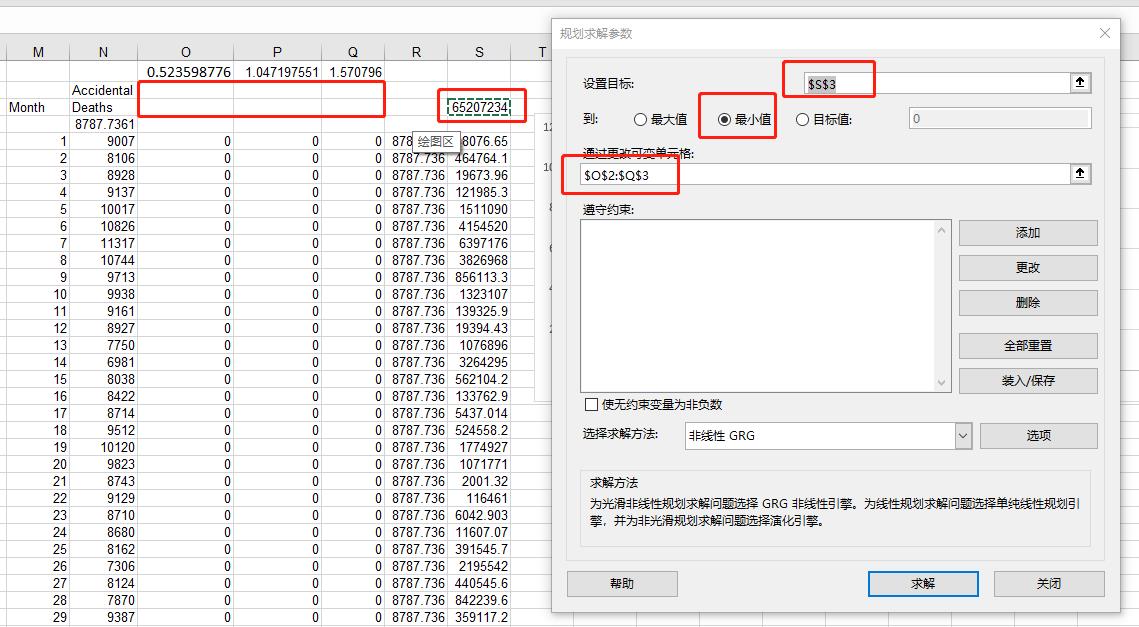 规划求解参数
M N O P Q R S T
0.523598776 1.047197551 1.570796
Accidental
Month Deaths 65207234
8787.7361
1 9007 0 0 0 878 8076.65
2 8106 0 0 0 8787.736 464764.1
3 8928 0 0 0 8787.736 19673.96
4 9137 0 0 0 8787.736 121985.3
5 10017 0 0 0 8787.736 1511090
6 10826 0 0 0 8787.736 4154520
7 11317 0 0 0 8787.736 6397176
8 10744 0 0 0 8787.736 3826968
9 9713 0 0 0 8787.736 856113.3
10 9938 0 0 0 8787.736 1323107
11 9161 0 0 0 8787.736 139325.9
12 8927 0 0 0 8787.736 19394.43
13 7750 0 0 0 8787.736 1076896
14 6981 0 0 0 8787.736 3264295
15 8038 0 0 0 8787.736 562104.2
16 8422 0 0 0 8787.736 133762.9
17 8714 0 0 0 8787.736 5437.014
18 9512 0 0 0 8787.736 524558.2
19 10120 0 0 0 8787.736 1774927
20 9823 0 0 0 8787.736 1071771
21 8743 0 0 0 8787.736 2001.32
22 9129 0 0 0 8787.736 116461
23 8710 0 0 0 8787.736 6042.903
24 8680 0 0 0 8787.736 11607.07
25 8162 0 0 0 8787.736 391545.7
26 7306 0 0 0 8787.736 2195542
27 8124 0 0 0 8787.736 440545.6
28 7870 0 0 0 8787.736 842239.6
29 9387 0 0 0 8787.736 359117.2
绘图区
12
10
8
6
4
2
设置目标:
$S$3
到:
最大值
最小值
目标值:
0
通过更改可变单元格:
$O$2:$Q$3
遵守约束:
添加
更改
删除
全部重置
装入/保存
使无约束变量为非负数
选择求解方法:
非线性 GRG
选项
求解方法
为光滑非线性规划求解问题选择 GRG 非线性引擎。为线性规划求解问题选择单纯线性规划引
擎，并为非光滑规划求解问题选择演化引擎。
帮助
求解
关闭